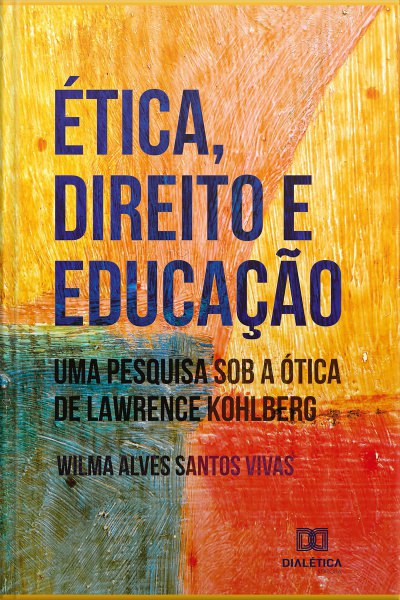 ÉTICA,
DIREITO E
EDUCAÇÃO
UMA PESQUISA SOB A ÓTICA
DE LAWRENCE KOHLBERG
WILMA ALVES SANTOS VIVAS
DIALÉTICA